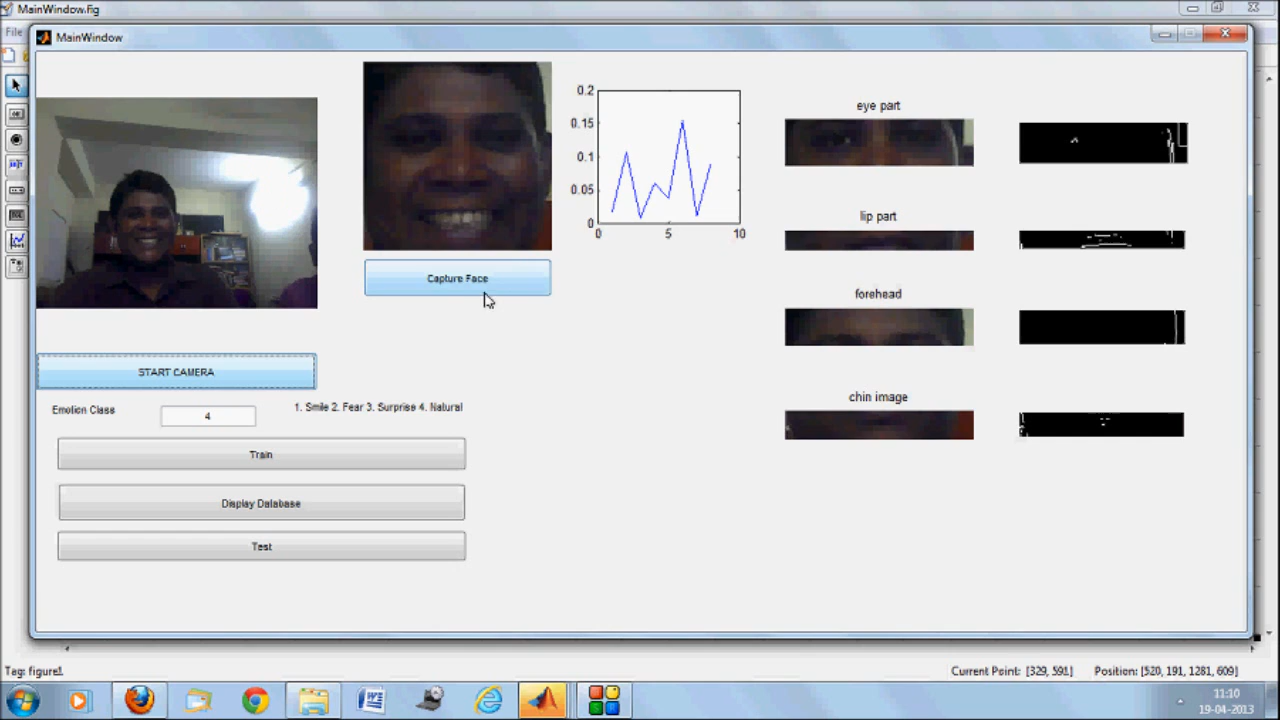 MainWindow.fig
File
MainWindow
eye part
0.2
0.15
0.1
0.05
0
0 5 10
lip part
Capture Face
forehead
START CAMERA
chin image
Emotion Class 4 1. Smile 2. Fear 3. Surprise 4. Natural
Train
Display Database
Test
Tag: figure1 Current Point: [329, 591] Position: [520, 191, 1281, 609]
11:10
19-04-2013